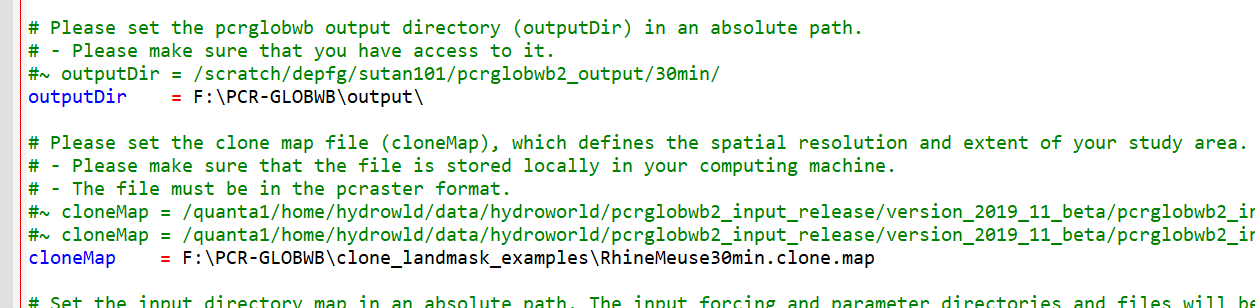 # Please set the pcrglobwb output directory (outputDir) in an absolute path.
# - Please make sure that you have access to it.
#~ outputDir = /scratch/depfg/sutan101/pcrglobwb2_output/30min/
outputDir    = F:\PCR-GLOBWB\output\
# Please set the clone map file (cloneMap), which defines the spatial resolution and extent of your study area.
# - Please make sure that the file is stored locally in your computing machine.
# - The file must be in the pcraster format.
#~ cloneMap = /quanta1/home/hydrowld/data/hydroworld/pcrglobwb2_input_release/version_2019_11_beta/pcrglobwb2_in
#~ cloneMap = /quanta1/home/hydrowld/data/hydroworld/pcrglobwb2_input_release/version_2019_11_beta/pcrglobwb2_in
cloneMap     = F:\PCR-GLOBWB\clone_landmask_examples\RhineMeuse30min.clone.map
# Set the input directory map in an absolute path. The input forcing and parameter directories and files will be